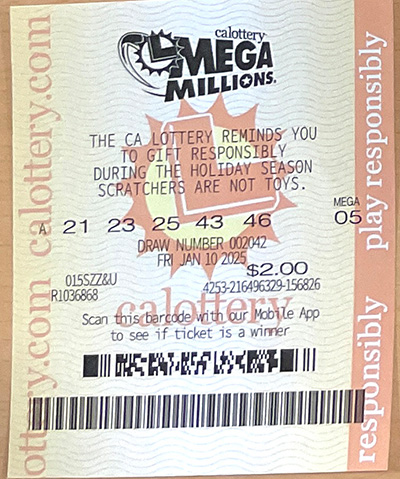 calottery
MEGA
MILLIONS
THE CA LOTTERY REMINDS YOU
TO GIFT RESPONSIBLY
DURING THE HOLIDAY SEASON
SCRATCHERS ARE NOT TOYS.
MEGA
A 21 23 25 43 46 05
DRAW NUMBER 002042
FRI JAN 10 2025
$2.00
015SZZ&U 4253-216496329-156826
R1036868
calottery
Scan this barcode with our Mobile App
to see if ticket is a winner
ottery.com calottery.com
responsibly play responsibly